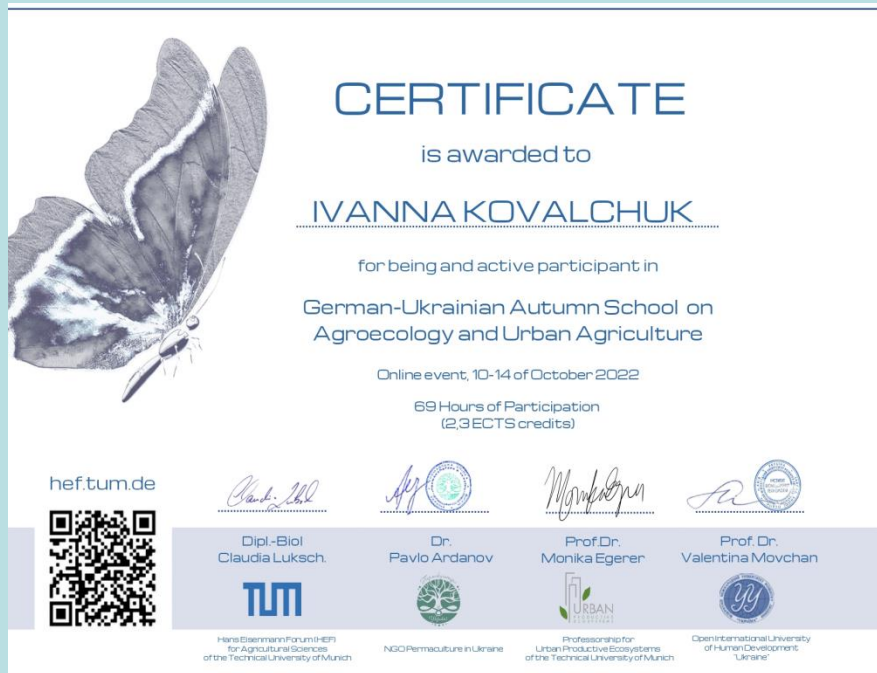 CERTIFICATE
is awarded to
IVANNA KOVALCHUK
for being and active participant in
German-Ukrainian Autumn School on
Agroecology and Urban Agriculture
Online event, 10-14 of October 2022
69 Hours of Participation
(2,3 ECTS credits)
hef.tum.de
Dipl.-Biol
Claudia Luksch.
Dr.
Pavlo Ardanov
Prof.Dr.
Monika Egerer
Prof. Dr.
Valentina Movchan
TUM
URBAN
PRODUCTIVE
ECOSYSTEMS
Hans Eisenmann Forum (HEF)
for Agricultural Sciences
of the Technical University of Munich
NGO Permaculture in Ukraine
Professorship for
Urban Productive Ecosystems
of the Technical University of Munich
Open International University
of Human Development
"Ukraine"